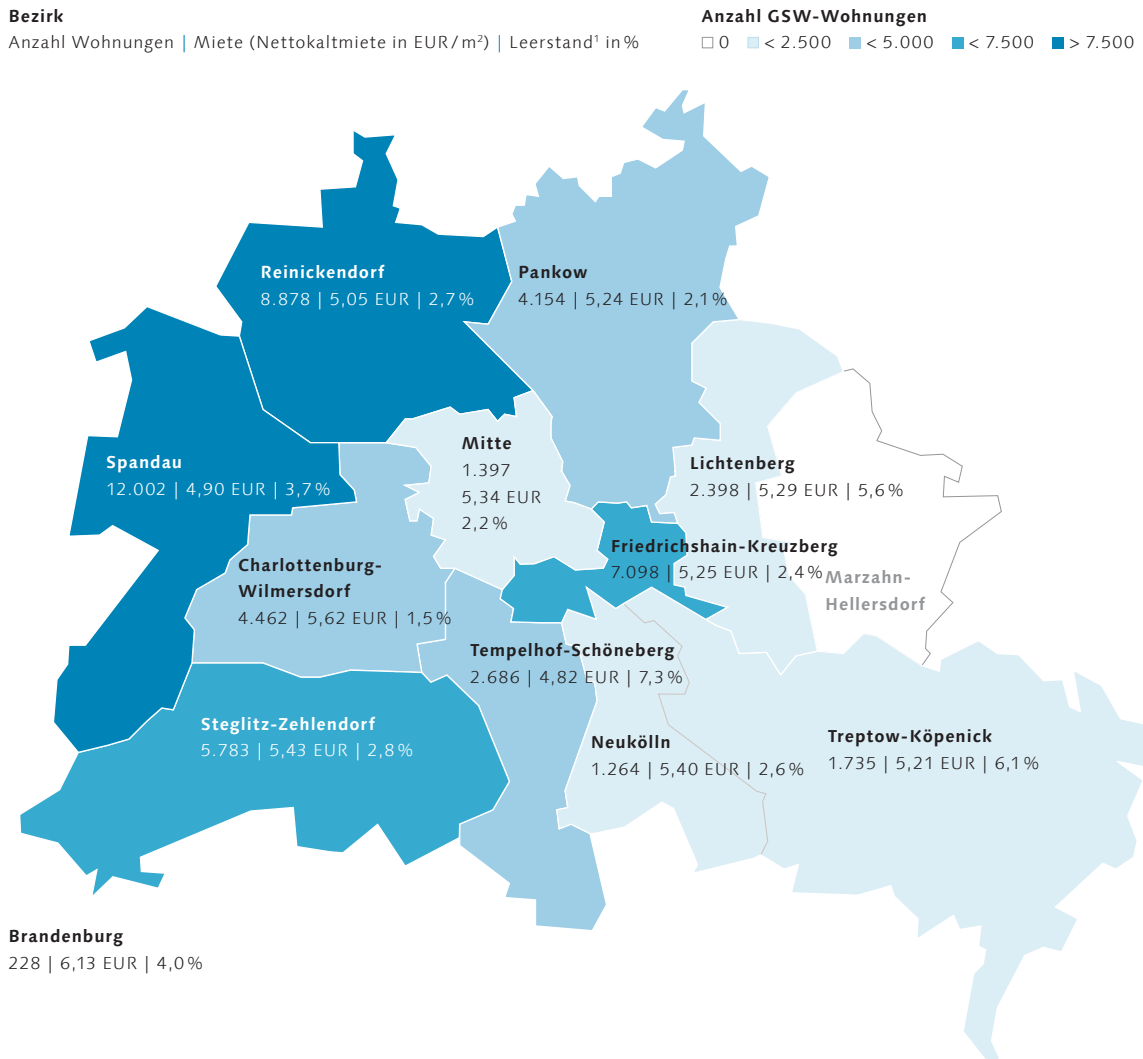 Bezirk
Anzahl Wohnungen | Miete (Nettokaltmiete in EUR/m²) | Leerstand¹ in %
Anzahl GSW-Wohnungen
0 < 2.500 < 5.000 < 7.500 > 7.500
Reinickendorf
8.878 | 5,05 EUR | 2,7 %
Pankow
4.154 | 5,24 EUR | 2,1 %
Mitte
1.397
5,34 EUR
2,2 %
Spandau
12.002 | 4,90 EUR | 3,7 %
Lichtenberg
2.398 | 5,29 EUR | 5,6 %
Friedrichshain-Kreuzberg
7.098 | 5,25 EUR | 2,4 %
Marzahn-
Hellersdorf
Charlottenburg-
Wilmersdorf
4.462 | 5,62 EUR | 1,5 %
Tempelhof-Schöneberg
2.686 | 4,82 EUR | 7,3 %
Steglitz-Zehlendorf
5.783 | 5,43 EUR | 2,8 %
Neukölln
1.264 | 5,40 EUR | 2,6 %
Treptow-Köpenick
1.735 | 5,21 EUR | 6,1 %
Brandenburg
228 | 6,13 EUR | 4,0 %